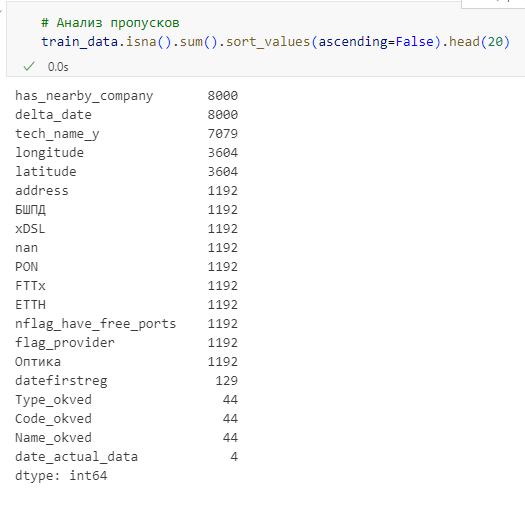 # Анализ пропусков
train_data.isna().sum().sort_values(ascending=False).head(20)
0.0s
has_nearby_company 8000
delta_date 8000
tech_name_y 7079
longitude 3604
latitude 3604
address 1192
БШПД 1192
xDSL 1192
nan 1192
PON 1192
FTTx 1192
ETTH 1192
nflag_have_free_ports 1192
flag_provider 1192
Оптика 1192
datefirstreg 129
Type_okved 44
Code_okved 44
Name_okved 44
date_actual_data 4
dtype: int64